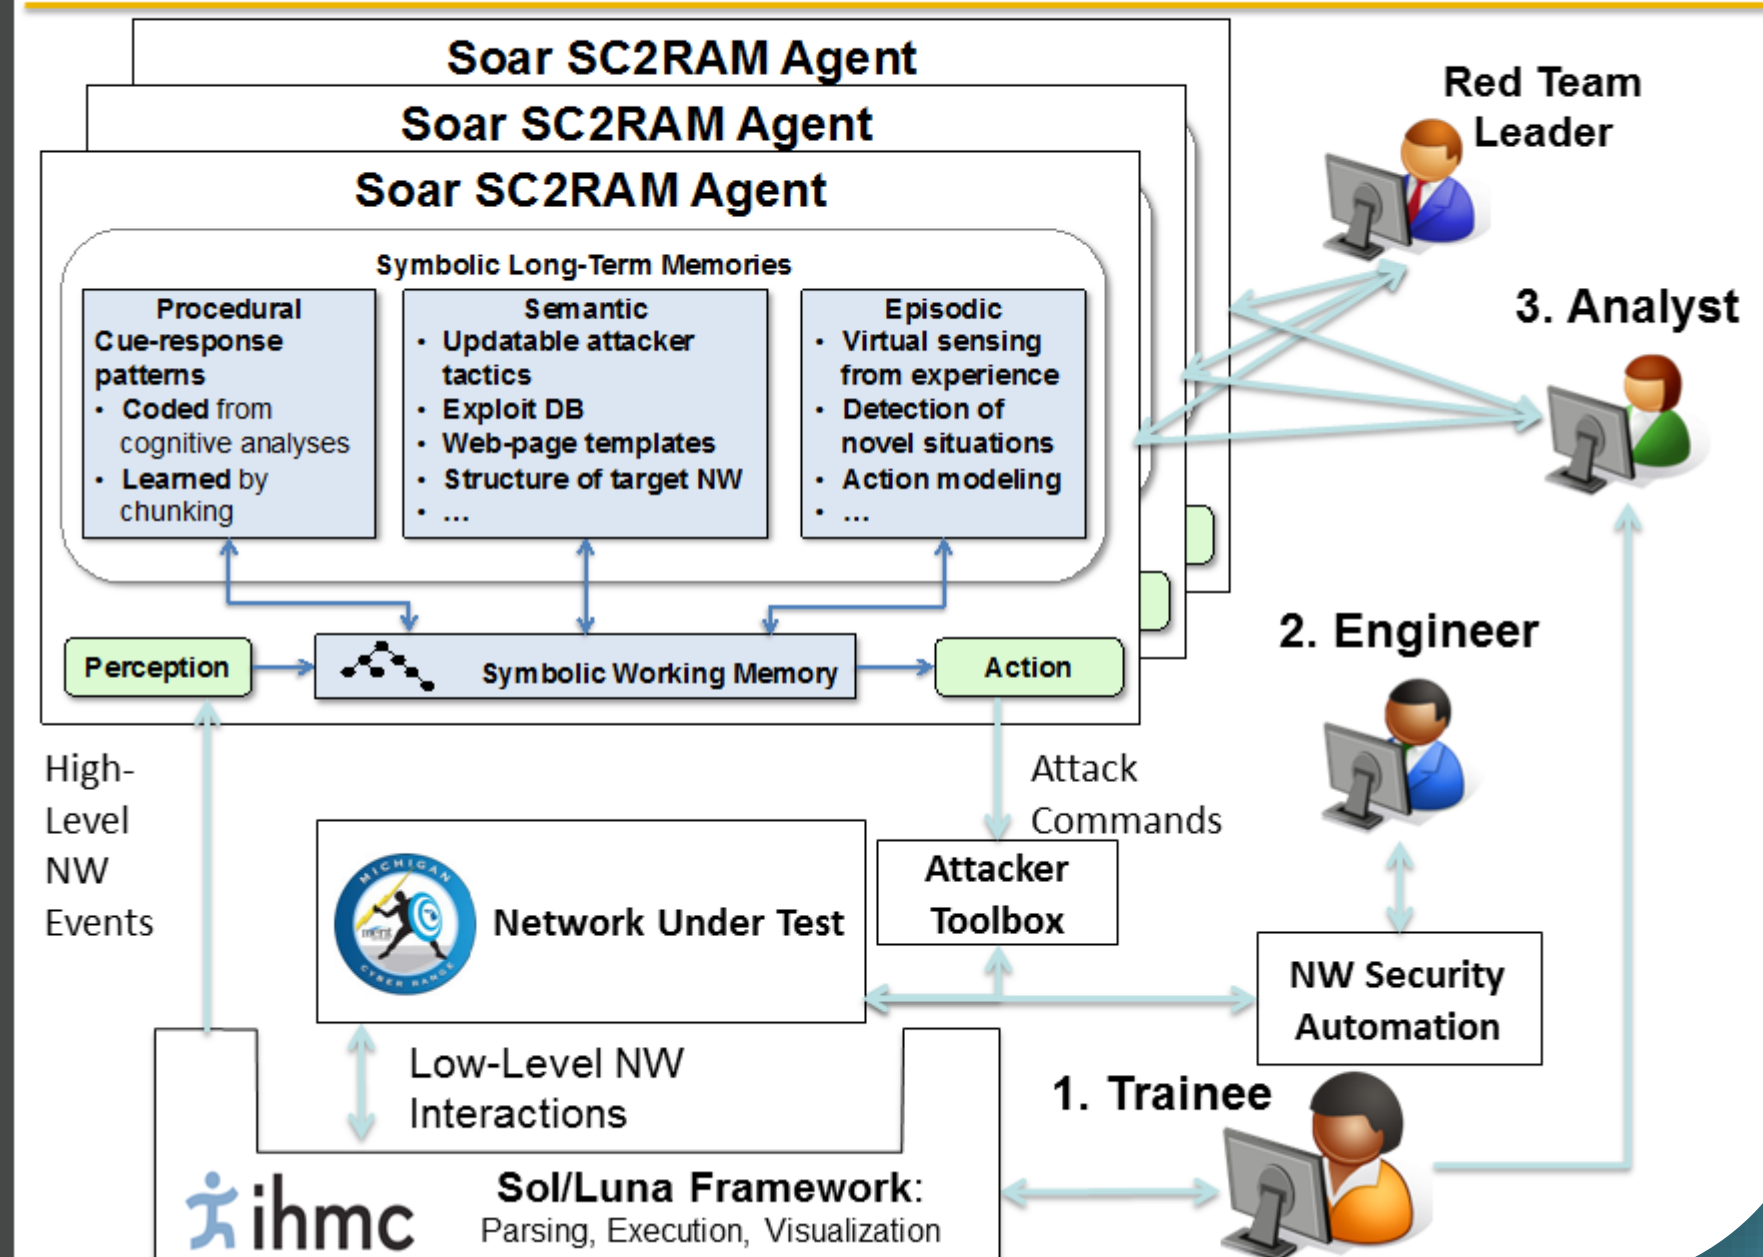 Soar SC2RAM Agent
Soar SC2RAM Agent
Soar SC2RAM Agent
Symbolic Long-Term Memories
Procedural
Cue-response
patterns
• Coded from
cognitive analyses
• Learned by
chunking
Semantic
• Updatable attacker
tactics
• Exploit DB
• Web-page templates
• Structure of target NW
• ...
Episodic
• Virtual sensing
from experience
• Detection of
novel situations
• Action modeling
• ...
Perception
Symbolic Working Memory
Action
Red Team
Leader
3. Analyst
2. Engineer
High-
Level
NW
Events
Attack
Commands
MICHIGAN
merit
CYBER RANGE
Network Under Test
Attacker
Toolbox
NW Security
Automation
Low-Level NW
Interactions
1. Trainee
ihmc
Sol/Luna Framework:
Parsing, Execution, Visualization